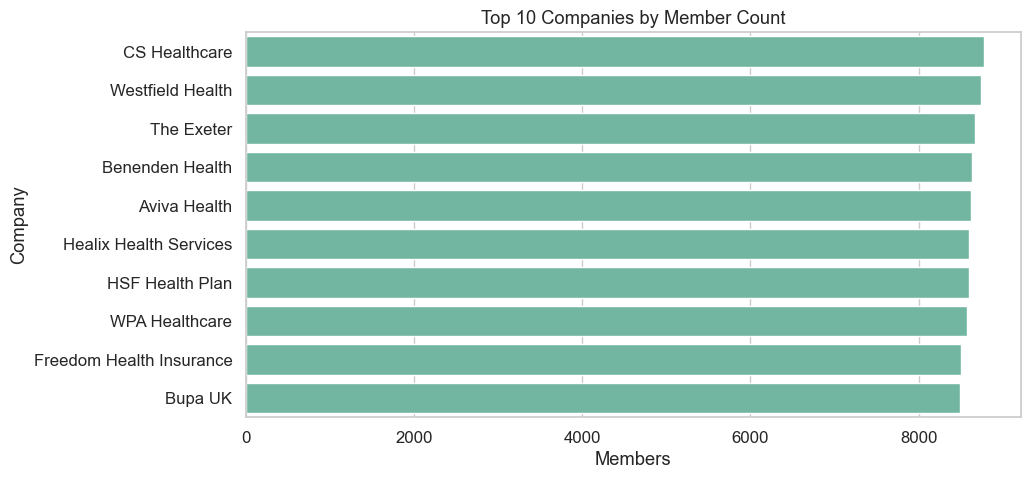 Top 10 Companies by Member Count
Company
CS Healthcare
Westfield Health
The Exeter
Benenden Health
Aviva Health
Healix Health Services
HSF Health Plan
WPA Healthcare
Freedom Health Insurance
Bupa UK
0 2000 4000 6000 8000
Members